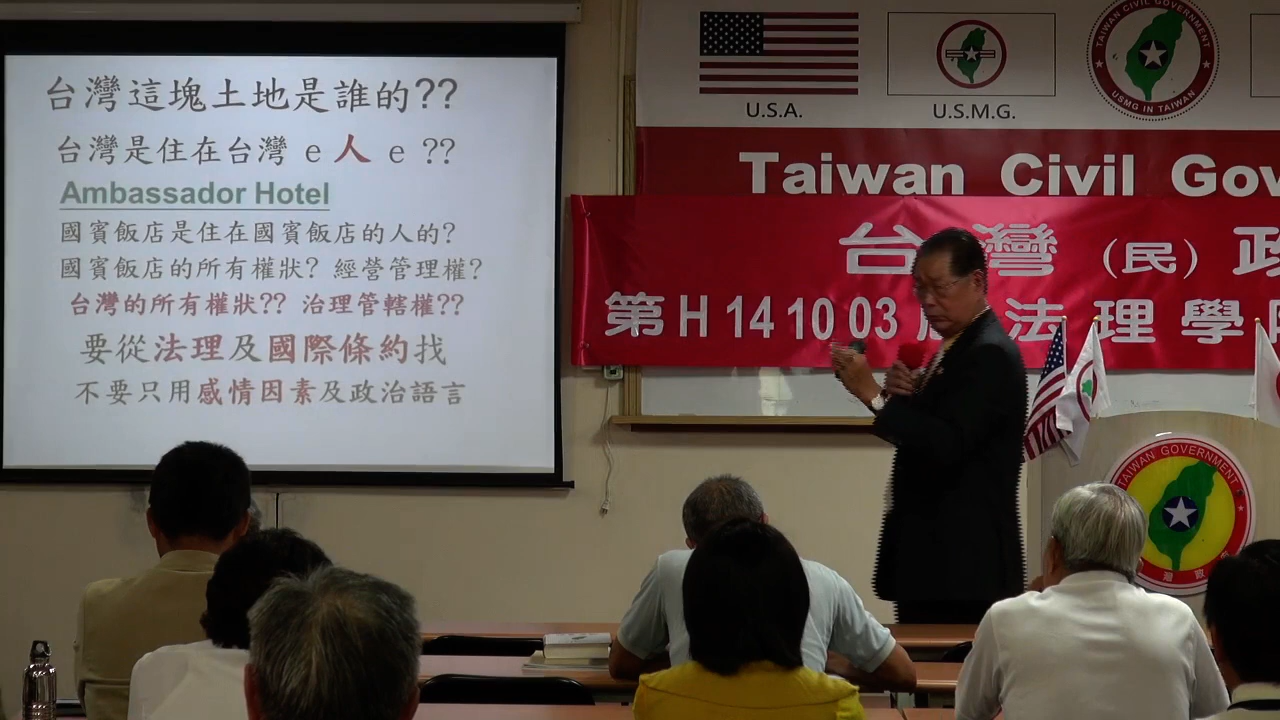 台灣這塊土地是誰的??
台灣是住在台灣 e 人 e ??
Ambassador Hotel
國賓飯店是住在國賓飯店的人的?
國賓飯店的所有權狀? 經營管理權?
台灣的所有權狀?? 治理管轄權??
要從法理及國際條約找
不要只用感情因素及政治語言
U.S.A.
U.S.M.G.
TAIWAN CIVIL GOVERNMENT
USMG IN TAIWAN
Taiwan Civil Gov
台灣(民)政
第H 14 10 03 法理學
TAIWAN GOVERNMENT